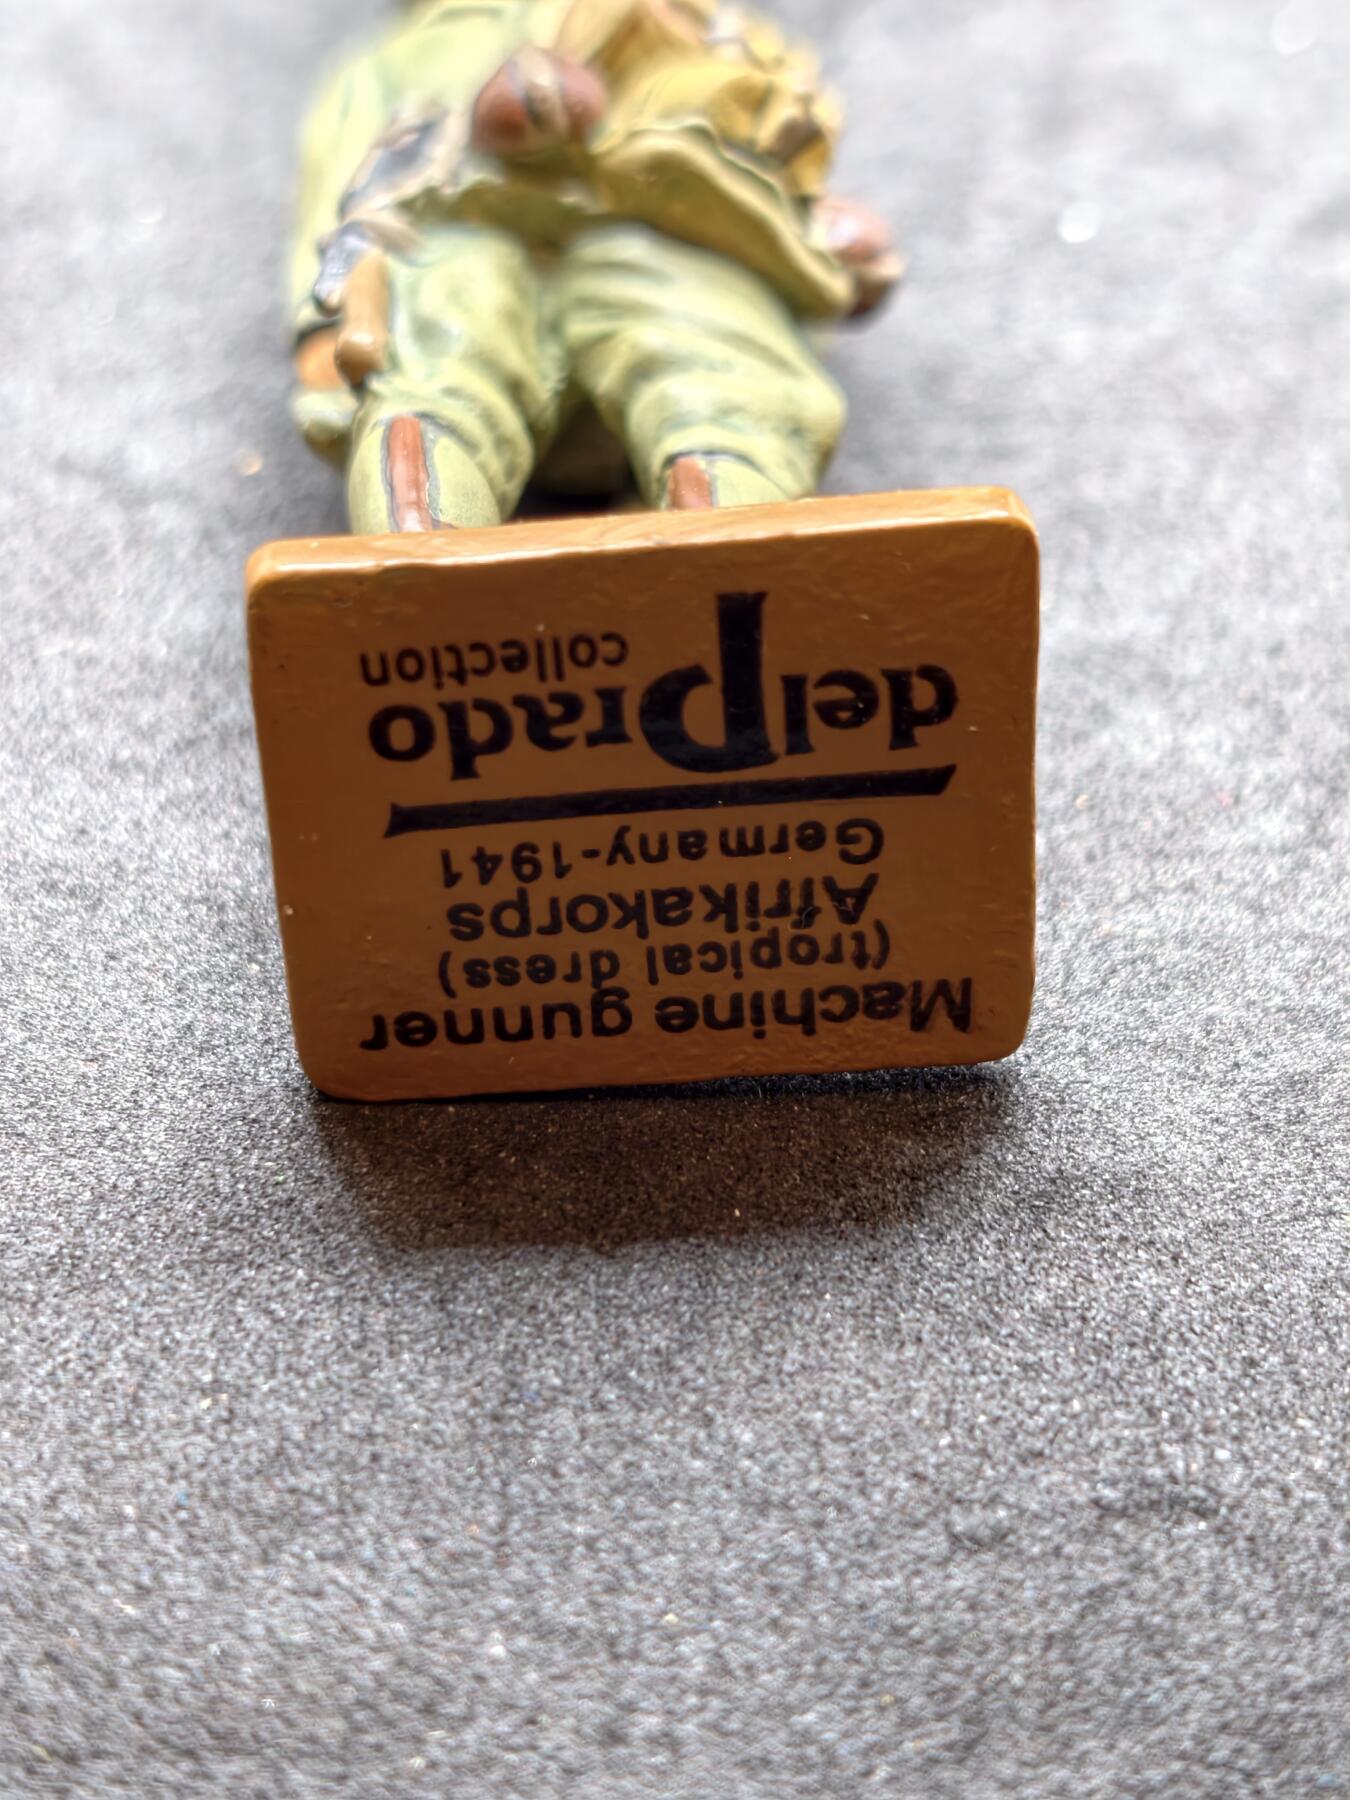 Machine gunner
(tropical dress)
Afrikakorps
Germany-1941
delPrado
collection